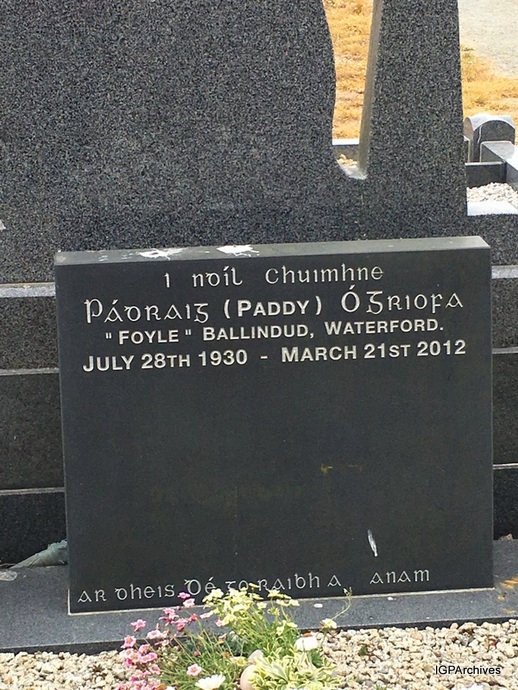 I nDíl Chuimhne
Pádraig (PADDY) Ó Gríofa
"FOYLE" BALLINDUD, WATERFORD.
JULY 28TH 1930 - MARCH 21ST 2012
Ar dheis Dé go raibh a anam
IGPArchives